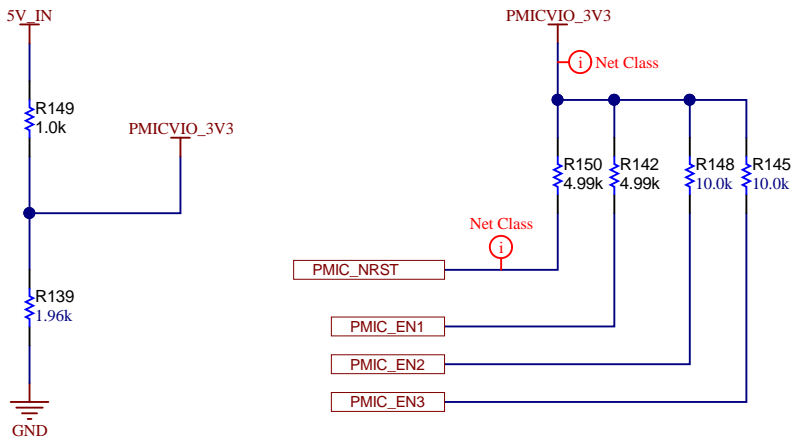 5V_IN
R149
1.0k
PMICVIO_3V3
R139
1.96k
GND
PMICVIO_3V3
i Net Class
R150
4.99k
R142
4.99k
R148
10.0k
R145
10.0k
Net Class
i
PMIC_NRST
PMIC_EN1
PMIC_EN2
PMIC_EN3